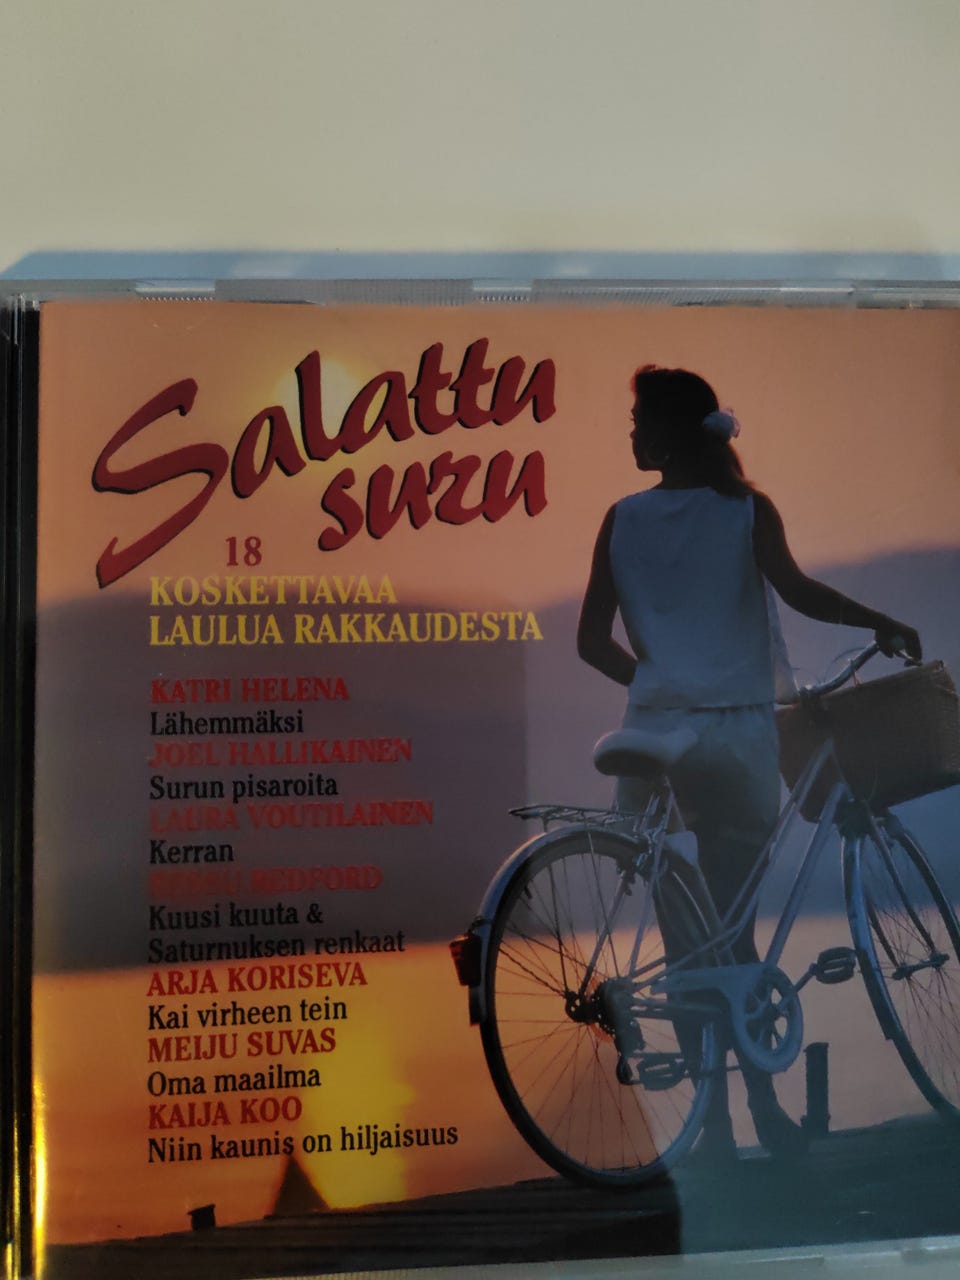 Salattu
suru
18
KOSKETTAVAA
LAULUA RAKKAUDESTA
KATRI HELENA
Lähemmäksi
JOEL HALLIKAINEN
Surun pisaroita
LAURA VOUTILAINEN
Kerran
REDFORD
Kuusi kuuta &
Saturnuksen renkaat
ARJA KORISEVA
Kai virheen tein
MEIJU SUVAS
Oma maailma
KAIJA KOO
Niin kaunis on hiljaisuus